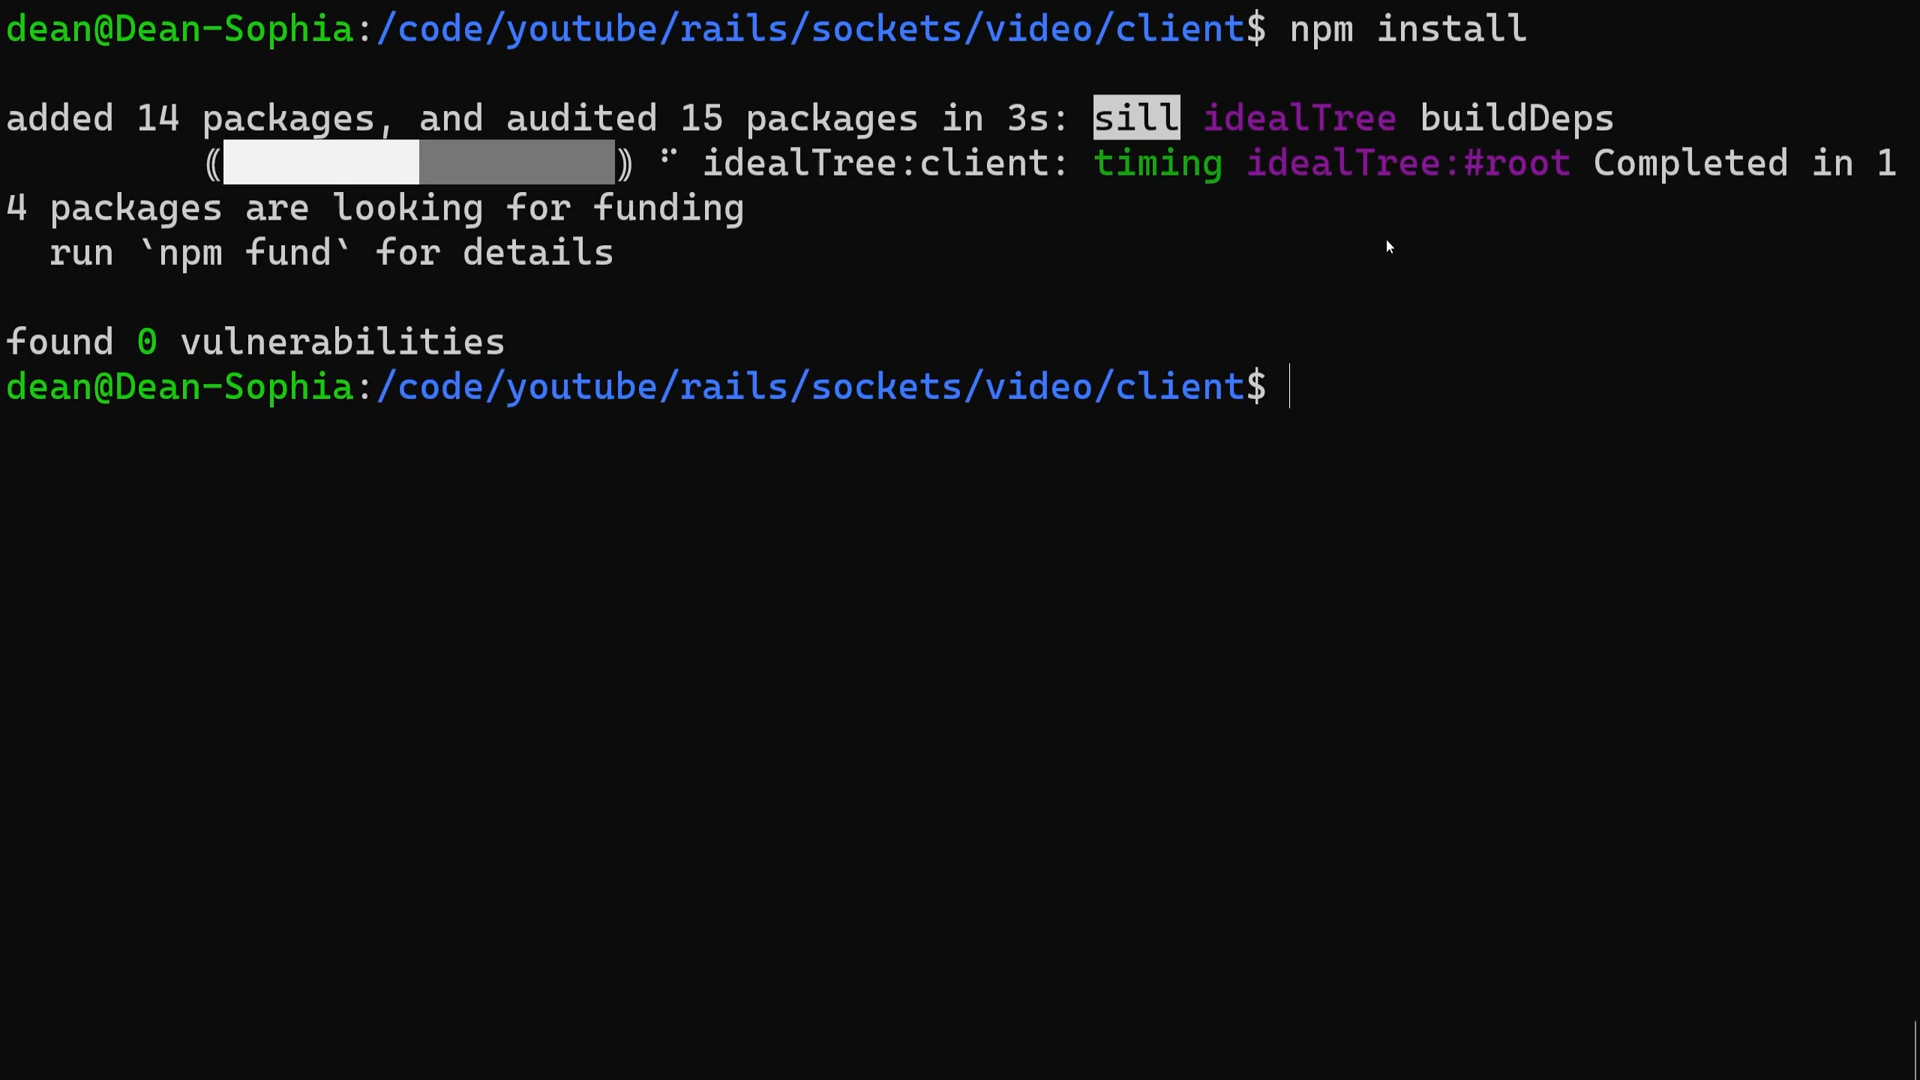 dean@Dean-Sophia:/code/youtube/rails/sockets/video/client$ npm install
added 14 packages, and audited 15 packages in 3s: sill idealTree buildDeps
⸨ ⸩ ⠋ idealTree:client: timing idealTree:#root Completed in 1
4 packages are looking for funding
run `npm fund` for details
found 0 vulnerabilities
dean@Dean-Sophia:/code/youtube/rails/sockets/video/client$